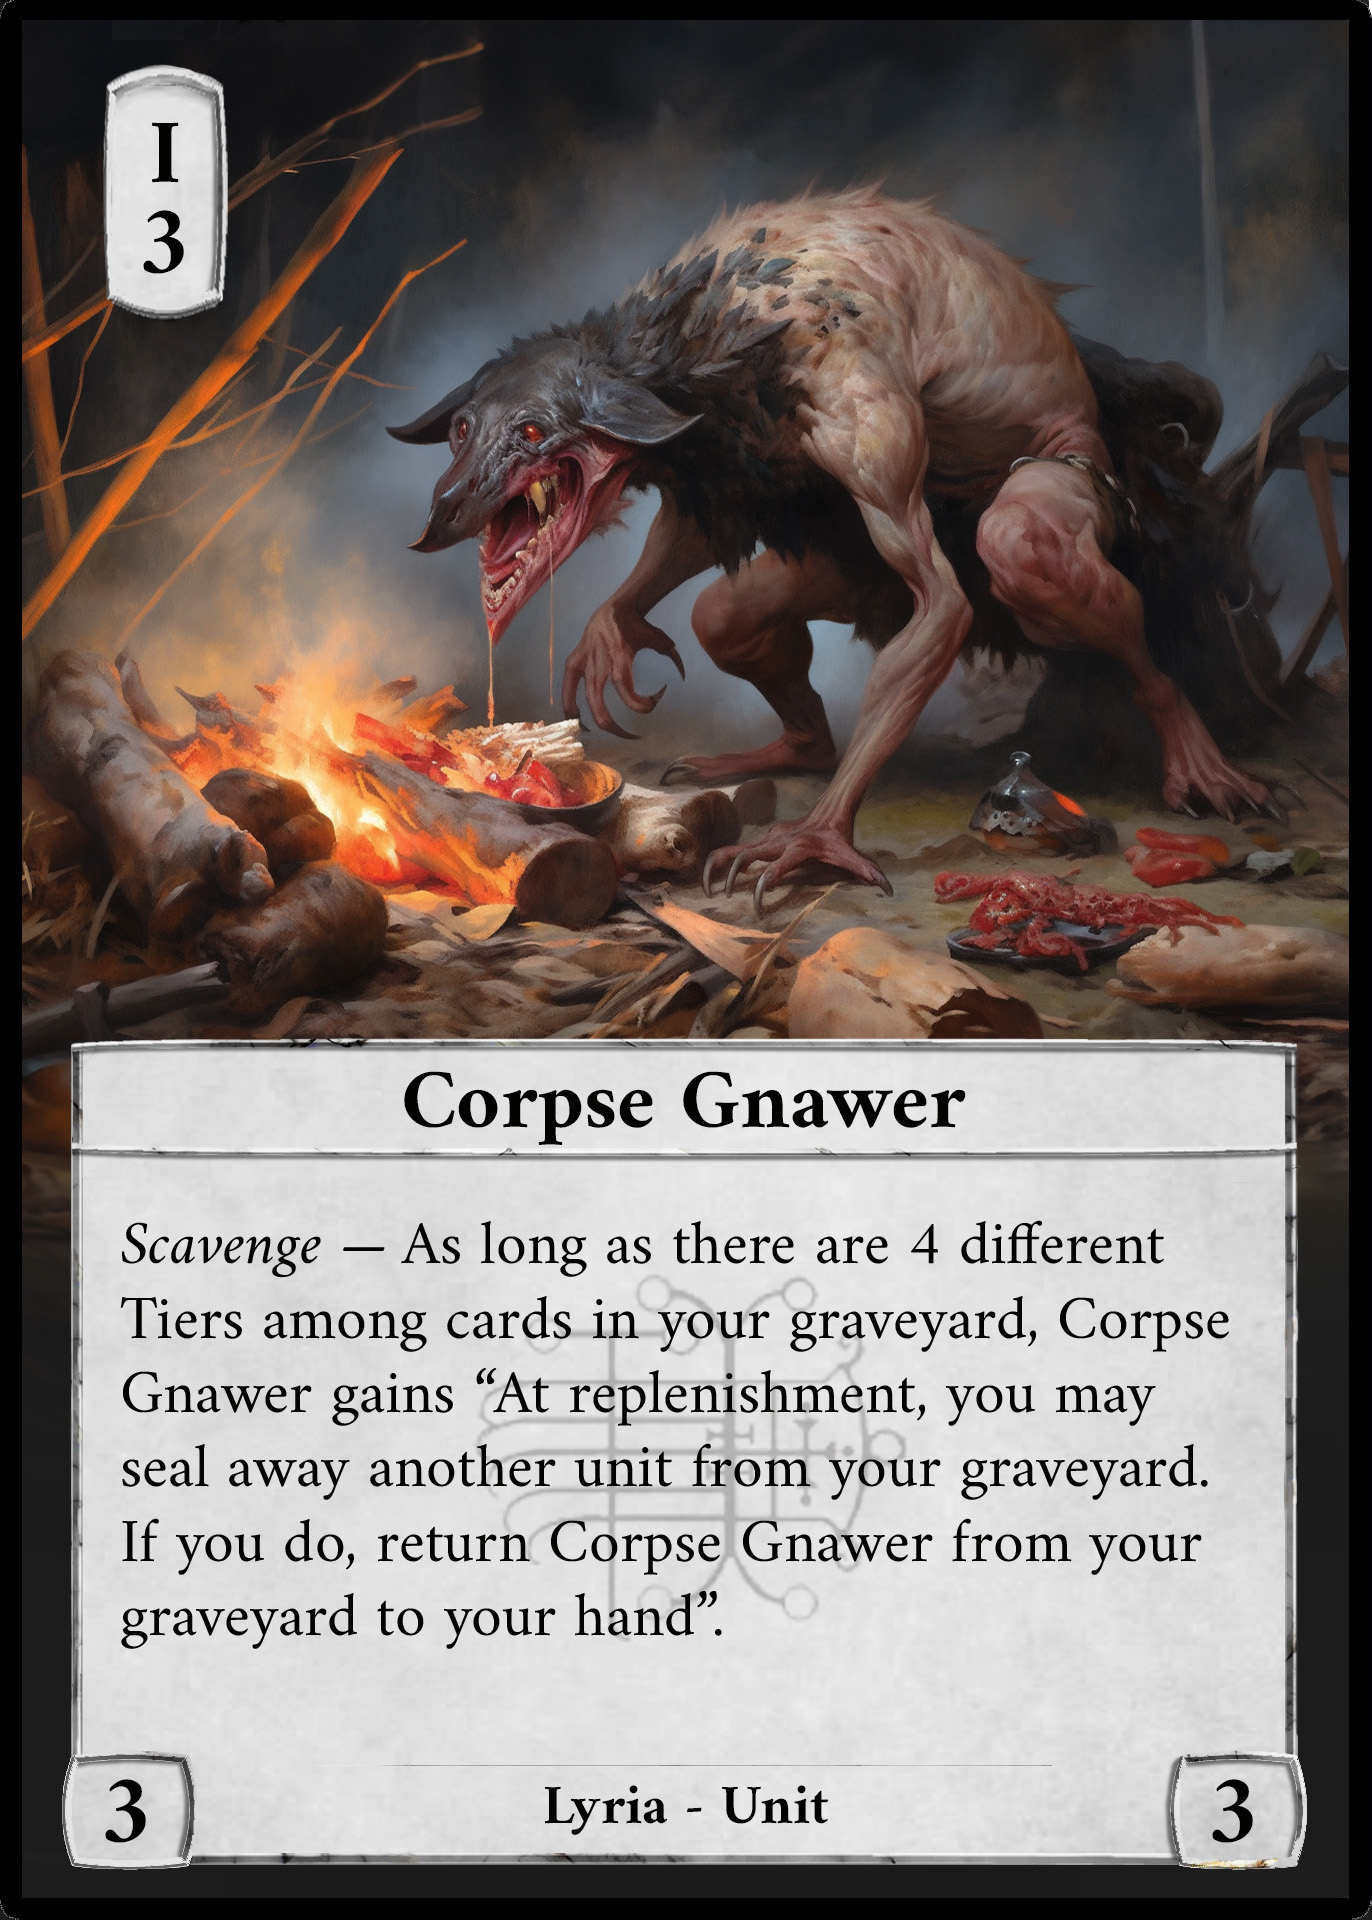 I
3
Corpse Gnawer
Scavenge — As long as there are 4 different
Tiers among cards in your graveyard, Corpse
Gnawer gains “At replenishment, you may
seal away another unit from your graveyard.
If you do, return Corpse Gnawer from your
graveyard to your hand”.
3
Lyria - Unit
3